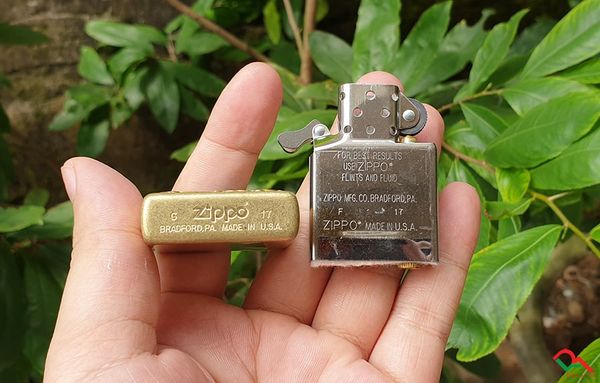 G Zippo 17
BRADFORD, PA. MADE IN U.S.A.
FOR BEST RESULTS
USE ZIPPO®
FLINTS AND FLUID
ZIPPO MFG. CO. BRADFORD, PA.
F 17
ZIPPO® MADE IN U.S.A.